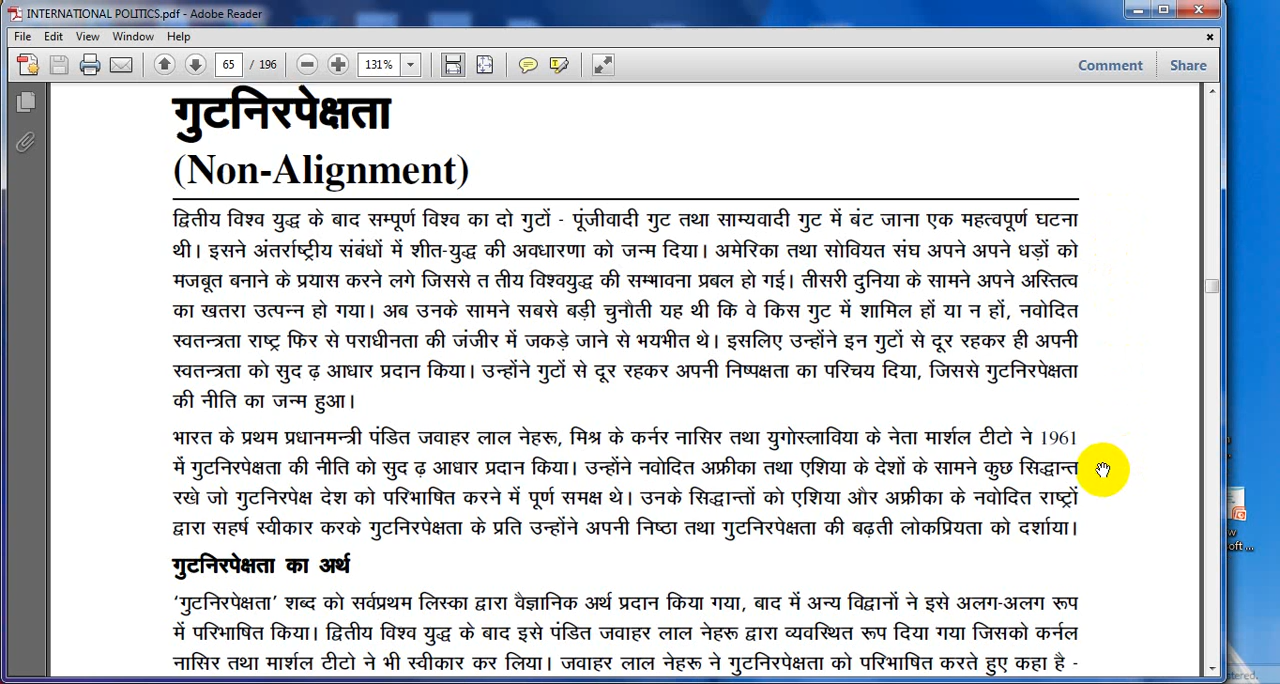 INTERNATIONAL POLITICS.pdf - Adobe Reader
File Edit View Window Help
65 / 196 131% Comment Share
गुटनिरपेक्षता
(Non-Alignment)
द्वितीय विश्व युद्ध के बाद सम्पूर्ण विश्व का दो गुटों - पूंजीवादी गुट तथा साम्यवादी गुट में बंट जाना एक महत्वपूर्ण घटना
थी। इसने अंतर्राष्ट्रीय संबंधों में शीत-युद्ध की अवधारणा को जन्म दिया। अमेरिका तथा सोवियत संघ अपने अपने धड़ों को
मजबूत बनाने के प्रयास करने लगे जिससे त तीय विश्वयुद्ध की सम्भावना प्रबल हो गई। तीसरी दुनिया के सामने अपने अस्तित्व
का खतरा उत्पन्न हो गया। अब उनके सामने सबसे बड़ी चुनौती यह थी कि वे किस गुट में शामिल हों या न हों, नवोदित
स्वतन्त्रता राष्ट्र फिर से पराधीनता की जंजीर में जकड़े जाने से भयभीत थे। इसलिए उन्होंने इन गुटों से दूर रहकर ही अपनी
स्वतन्त्रता को सुद ढ़ आधार प्रदान किया। उन्होंने गुटों से दूर रहकर अपनी निष्पक्षता का परिचय दिया, जिससे गुटनिरपेक्षता
की नीति का जन्म हुआ।
भारत के प्रथम प्रधानमन्त्री पंडित जवाहर लाल नेहरू, मिश्र के कर्नर नासिर तथा युगोस्लाविया के नेता मार्शल टीटो ने 1961
में गुटनिरपेक्षता की नीति को सुद ढ़ आधार प्रदान किया। उन्होंने नवोदित अफ्रीका तथा एशिया के देशों के सामने कुछ सिद्धान्त
रखे जो गुटनिरपेक्ष देश को परिभाषित करने में पूर्ण समक्ष थे। उनके सिद्धान्तों को एशिया और अफ्रीका के नवोदित राष्ट्रों
द्वारा सहर्ष स्वीकार करके गुटनिरपेक्षता के प्रति उन्होंने अपनी निष्ठा तथा गुटनिरपेक्षता की बढ़ती लोकप्रियता को दर्शाया।
गुटनिरपेक्षता का अर्थ
‘गुटनिरपेक्षता’ शब्द को सर्वप्रथम लिस्का द्वारा वैज्ञानिक अर्थ प्रदान किया गया, बाद में अन्य विद्वानों ने इसे अलग-अलग रूप
में परिभाषित किया। द्वितीय विश्व युद्ध के बाद इसे पंडित जवाहर लाल नेहरू द्वारा व्यवस्थित रूप दिया गया जिसको कर्नल
नासिर तथा मार्शल टीटो ने भी स्वीकार कर लिया। जवाहर लाल नेहरू ने गुटनिरपेक्षता को परिभाषित करते हुए कहा है -